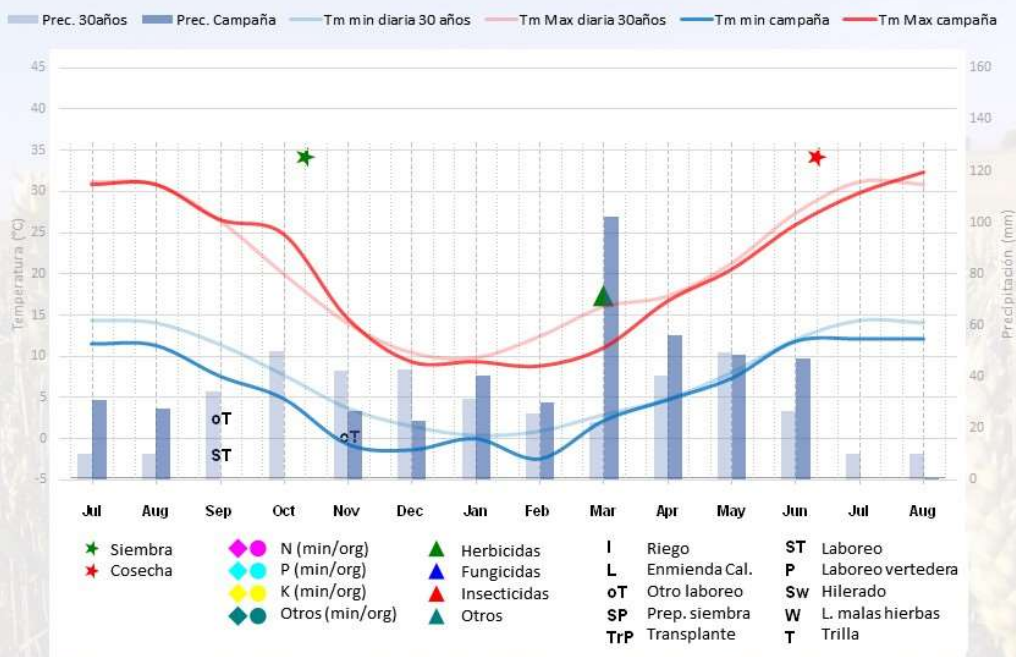 Prec. 30años Prec. Campaña Tm min diaria 30 años Tm Max diaria 30años Tm min campaña Tm Max campaña
45 160
40 140
35 120
30 100
25
20 80
15 60
10 40
5
0 20
-5 0
Temperatura (°C)
Precipitación (mm)
oT
ST
oT
Jul Aug Sep Oct Nov Dec Jan Feb Mar Apr May Jun Jul Aug
Siembra N (min/org) Herbicidas I Riego ST Laboreo
Cosecha P (min/org) Fungicidas L Enmienda Cal. P Laboreo vertedera
K (min/org) Insecticidas oT Otro laboreo Sw Hilerado
Otros (min/org) Otros SP Prep. siembra W L. malas hierbas
TrP Transplante T Trilla